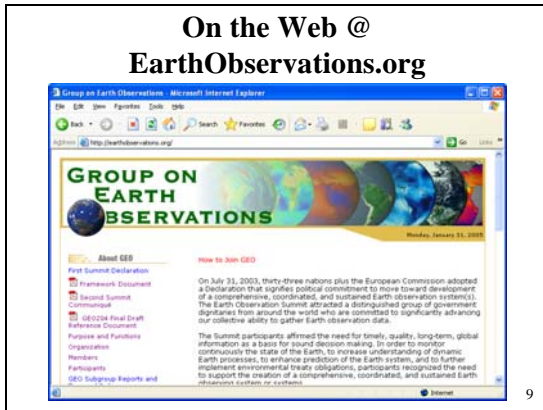 On the Web @
EarthObservations.org
Group on Earth Observations - Microsoft Internet Explorer
File Edit View Favorites Tools Help
Back Search Favorites
Address http://earthobservations.org/ Go Links
GROUP ON
EARTH
OBSERVATIONS
Monday, January 31, 2005
About GEO
First Summit Declaration
Framework Document
Second Summit
Communiqué
GEO204 Final Draft
Reference Document
Purpose and Functions
Organization
Members
Participants
GEO Subgroup Reports and
How to Join GEO
On July 31, 2003, thirty-three nations plus the European Commission adopted
a Declaration that signifies political commitment to move toward development
of a comprehensive, coordinated, and sustained Earth observation system(s).
The Earth Observation Summit attracted a distinguished group of government
dignitaries from around the world who are committed to significantly advancing
our collective ability to gather Earth observation data.
The Summit participants affirmed the need for timely, quality, long-term, global
information as a basis for sound decision making. In order to monitor
continuously the state of the Earth, to increase understanding of dynamic
Earth processes, to enhance prediction of the Earth system, and to further
implement environmental treaty obligations, participants recognized the need
to support the creation of a comprehensive, coordinated, and sustained Earth
observing system or systems.
Internet
9